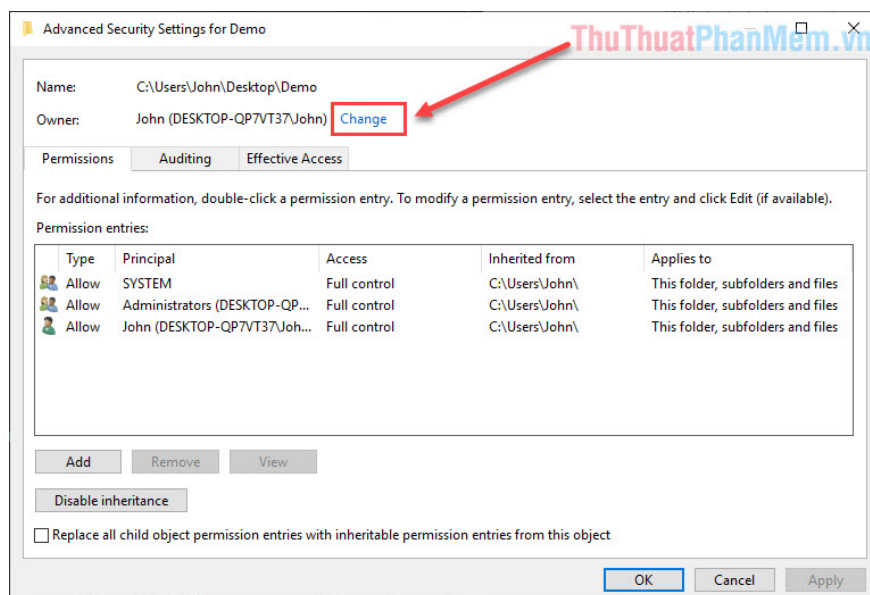 Advanced Security Settings for Demo
ThuThuatPhanMem.vn
Name: C:\Users\John\Desktop\Demo
Owner: John (DESKTOP-QP7VT37\John) Change
Permissions Auditing Effective Access
For additional information, double-click a permission entry. To modify a permission entry, select the entry and click Edit (if available).
Permission entries:
Type Principal Access Inherited from Applies to
Allow SYSTEM Full control C:\Users\John\ This folder, subfolders and files
Allow Administrators (DESKTOP-QP... Full control C:\Users\John\ This folder, subfolders and files
Allow John (DESKTOP-QP7VT37\Joh... Full control C:\Users\John\ This folder, subfolders and files
Add Remove View
Disable inheritance
Replace all child object permission entries with inheritable permission entries from this object
OK Cancel Apply